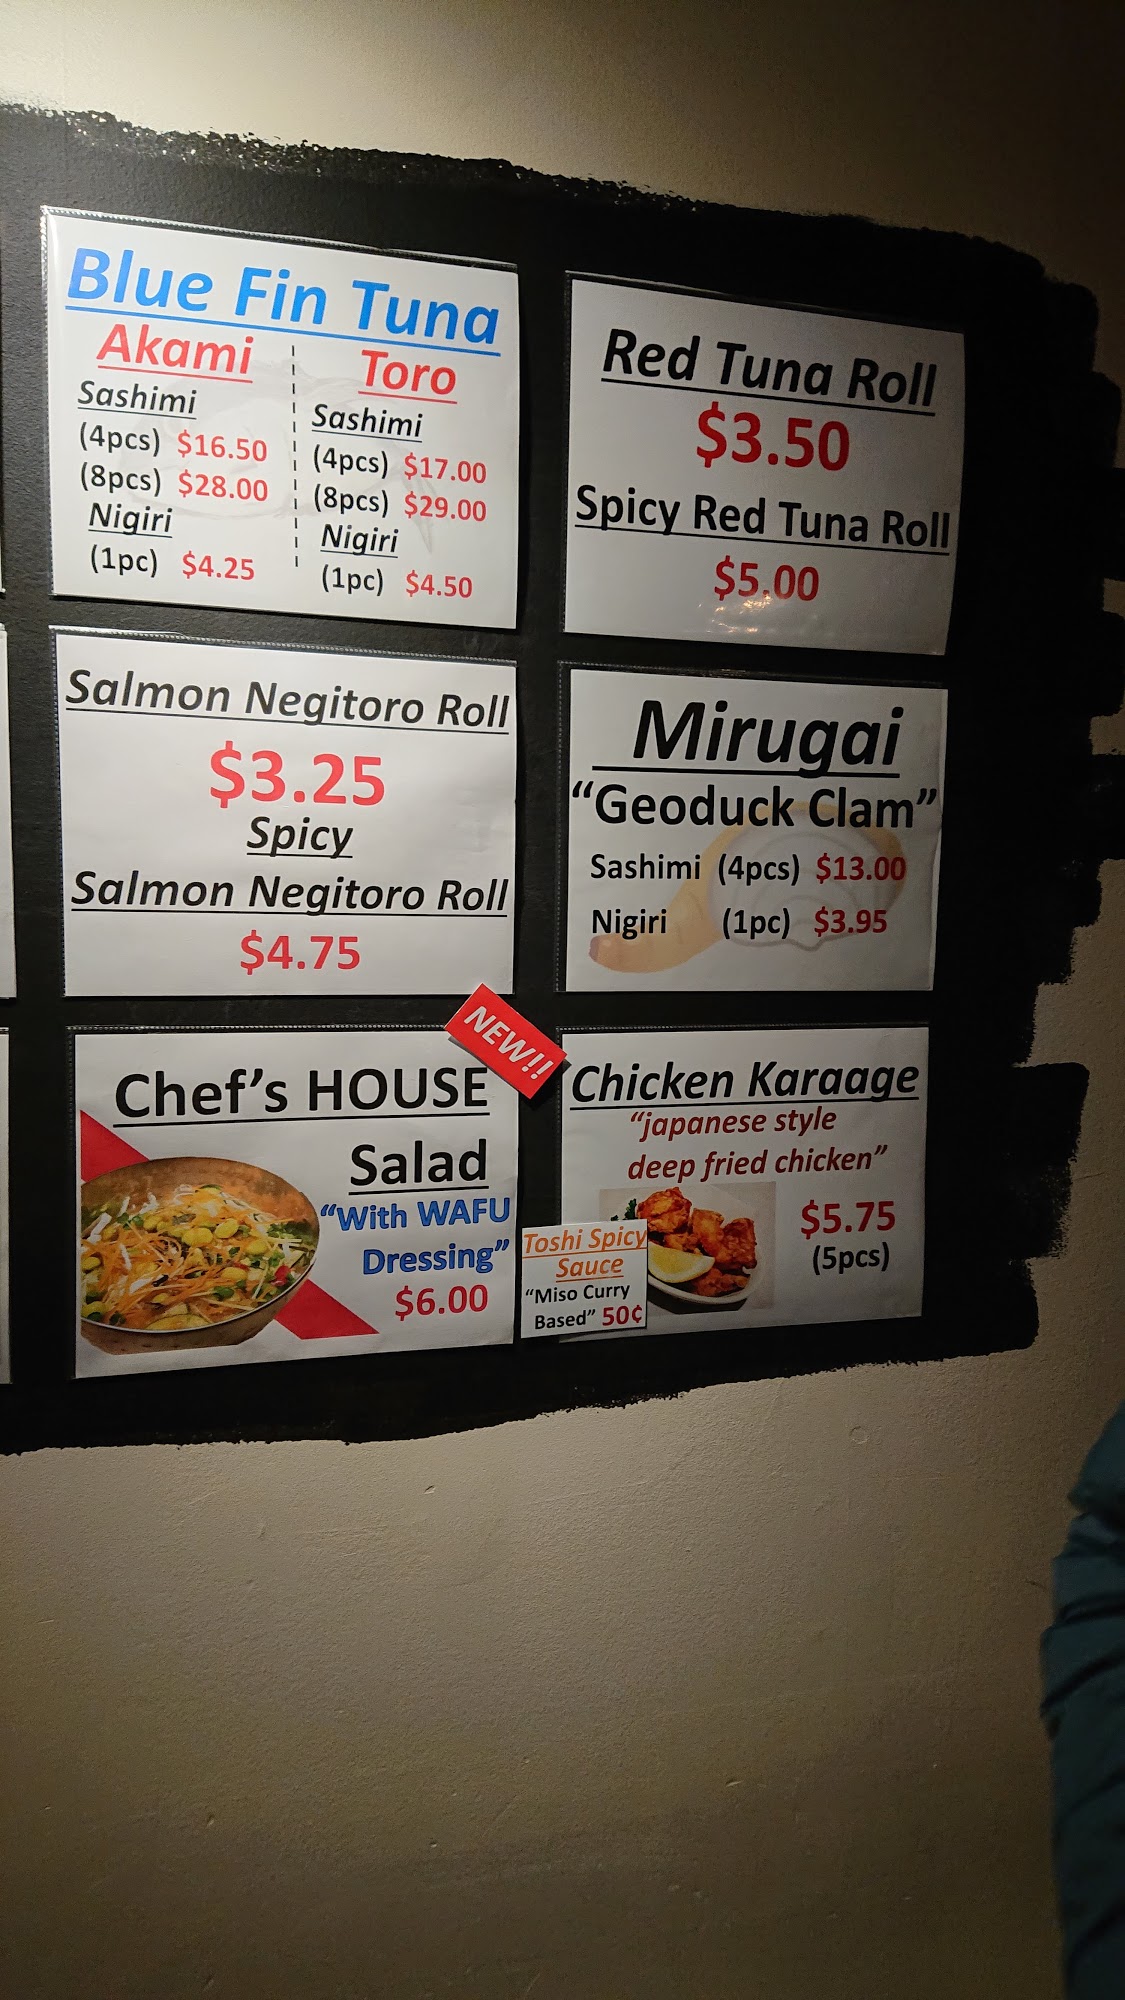 Blue Fin Tuna
Akami
Sashimi
(4pcs) $16.50
(8pcs) $28.00
Nigiri
(1pc) $4.25
Toro
Sashimi
(4pcs) $17.00
(8pcs) $29.00
Nigiri
(1pc) $4.50
Red Tuna Roll
$3.50
Spicy Red Tuna Roll
$5.00
Salmon Negitoro Roll
$3.25
Spicy
Salmon Negitoro Roll
$4.75
Mirugai
“Geoduck Clam”
Sashimi (4pcs) $13.00
Nigiri (1pc) $3.95
Chef’s HOUSE
Salad
“With WAFU
Dressing”
$6.00
NEW!!
Chicken Karaage
“japanese style
deep fried chicken”
$5.75
(5pcs)
Toshi Spicy
Sauce
“Miso Curry
Based” 50¢